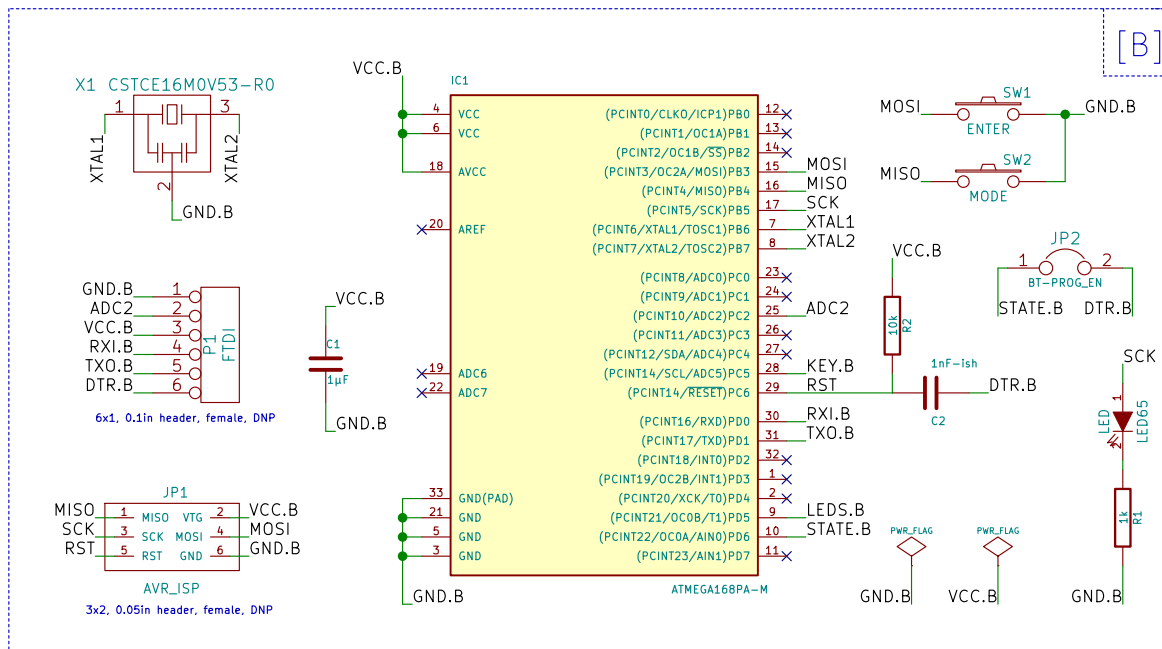 [B]
X1 CSTCE16M0V53-R0
1 3
XTAL1 XTAL2
2
GND.B
GND.B 1
ADC2 2
VCC.B 3
RXI.B 4
TXO.B 5
DTR.B 6
P1
FTDI
6x1, 0.1in header, female, DNP
JP1
MISO 1 MISO VTG 2 VCC.B
SCK 3 SCK MOSI 4 MOSI
RST 5 RST GND 6 GND.B
AVR_ISP
3x2, 0.05in header, female, DNP
VCC.B
C1
1µF
GND.B
VCC.B
IC1
4 VCC
6 VCC
18 AVCC
20 AREF
19 ADC6
22 ADC7
33 GND(PAD)
21 GND
5 GND
3 GND
GND.B
(PCINT0/CLKO/ICP1)PB0 12
(PCINT1/OC1A)PB1 13
(PCINT2/OC1B/SS)PB2 14
(PCINT3/OC2A/MOSI)PB3 15 MOSI
(PCINT4/MISO)PB4 16 MISO
(PCINT5/SCK)PB5 17 SCK
(PCINT6/XTAL1/TOSC1)PB6 7 XTAL1
(PCINT7/XTAL2/TOSC2)PB7 8 XTAL2
(PCINT8/ADC0)PC0 23
(PCINT9/ADC1)PC1 24
(PCINT10/ADC2)PC2 25 ADC2
(PCINT11/ADC3)PC3 26
(PCINT12/SDA/ADC4)PC4 27
(PCINT14/SCL/ADC5)PC5 28 KEY.B
(PCINT14/RESET)PC6 29 RST
(PCINT16/RXD)PD0 30 RXI.B
(PCINT17/TXD)PD1 31 TXO.B
(PCINT18/INT0)PD2 32
(PCINT19/OC2B/INT1)PD3 1
(PCINT20/XCK/T0)PD4 2
(PCINT21/OC0B/T1)PD5 9 LEDS.B
(PCINT22/OC0A/AIN0)PD6 10 STATE.B
(PCINT23/AIN1)PD7 11
ATMEGA168PA-M
MOSI SW1 GND.B
ENTER
MISO SW2
MODE
VCC.B
10k
R2
1nF-ish
DTR.B
C2
JP2
1 2
BT-PROG_EN
STATE.B DTR.B
SCK
1
LED
LED65
2
1k
R1
GND.B
PWR_FLAG
GND.B
PWR_FLAG
VCC.B